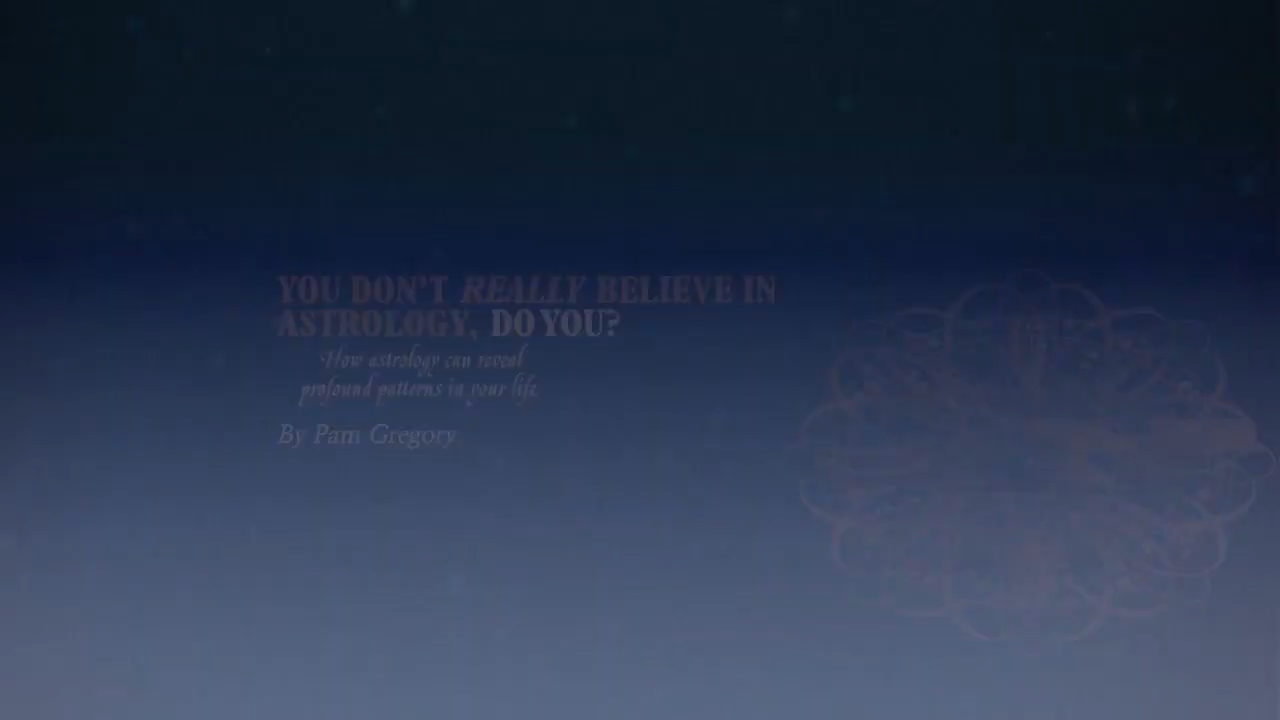 YOU DON'T REALLY BELIEVE IN
ASTROLOGY, DO YOU?
How astrology can reveal
profound patterns in your life
By Pam Gregory